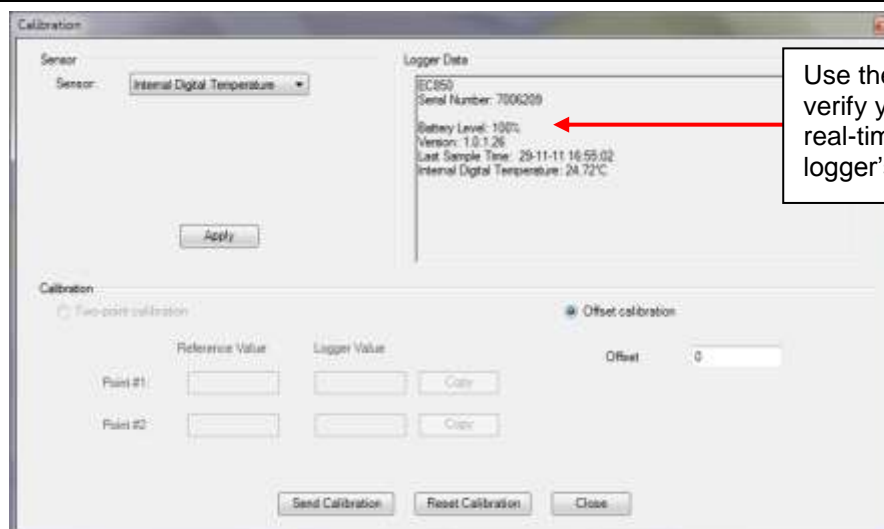 Calibration
Sensor
Sensor: Internal Digital Temperature
Apply
Logger Data
EC850
Serial Number: 7006209
Battery Level: 100%
Version: 1.0.1.26
Last Sample Time: 29-11-11 16:55:02
Internal Digital Temperature: 24.72°C
Use the
verify y
real-tim
logger's
Calibration
Two-point calibration
Offset calibration
Reference Value Logger Value
Offset 0
Point #1: Copy
Point #2: Copy
Send Calibration Reset Calibration Close